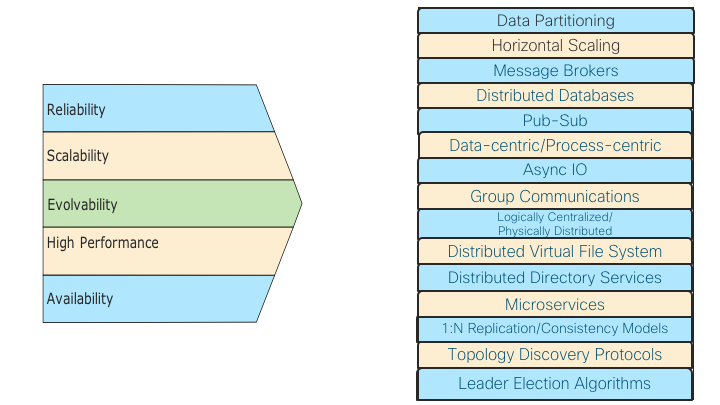 Reliability
Scalability
Evolvability
High Performance
Availability
Data Partitioning
Horizontal Scaling
Message Brokers
Distributed Databases
Pub-Sub
Data-centric/Process-centric
Async IO
Group Communications
Logically Centralized/
Physically Distributed
Distributed Virtual File System
Distributed Directory Services
Microservices
1:N Replication/Consistency Models
Topology Discovery Protocols
Leader Election Algorithms